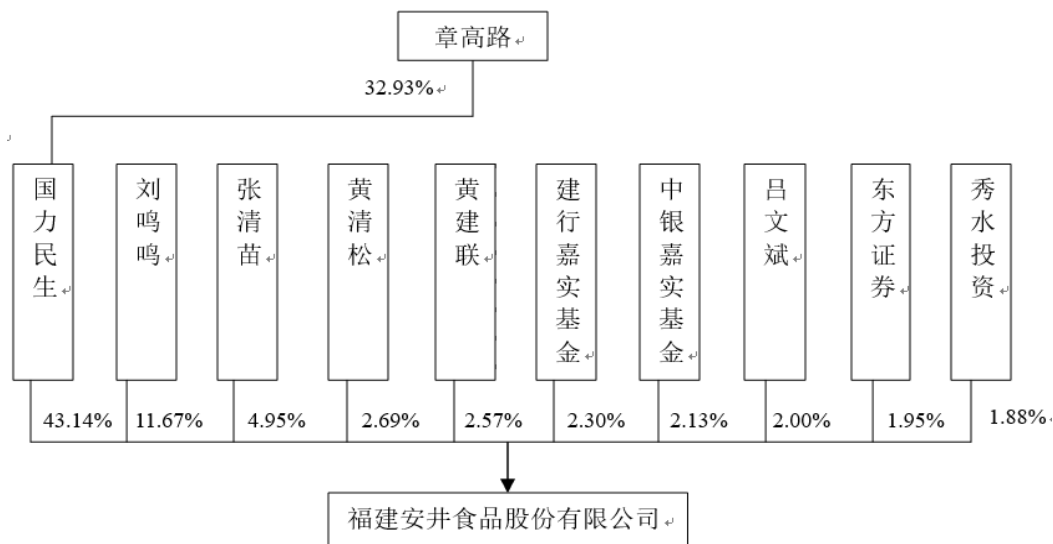 章高路
32.93%
国力民生
刘鸣鸣
张清苗
黄清松
黄建联
建行嘉实基金
中银嘉实基金
吕文斌
东方证券
秀水投资
43.14%
11.67%
4.95%
2.69%
2.57%
2.30%
2.13%
2.00%
1.95%
1.88%
福建安井食品股份有限公司